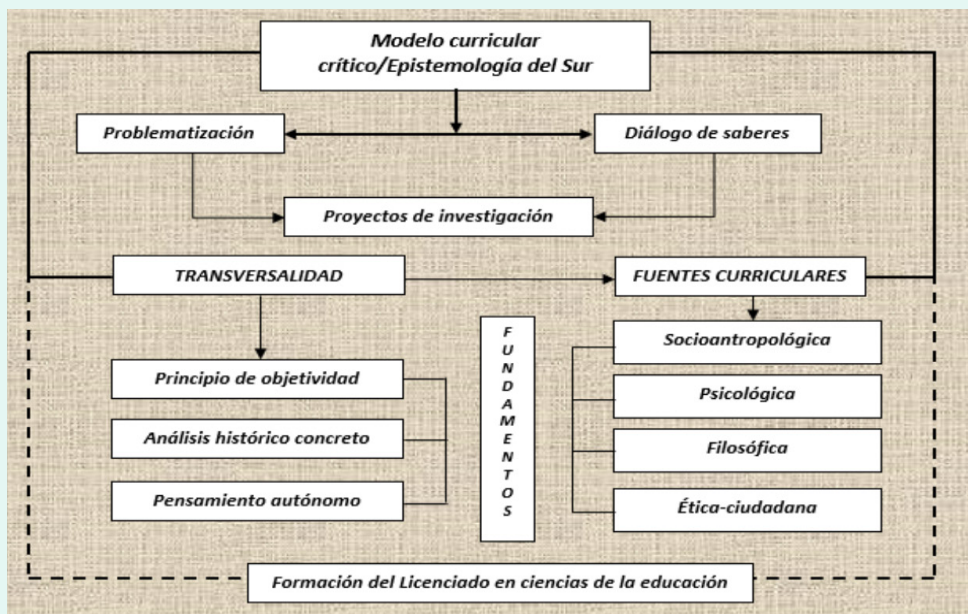 Modelo curricular
crítico/Epistemología del Sur
Problematización
Diálogo de saberes
Proyectos de investigación
TRANSVERSALIDAD
FUENTES CURRICULARES
FUNDAMENTOS
Principio de objetividad
Análisis histórico concreto
Pensamiento autónomo
Socioantropológica
Psicológica
Filosófica
Ética-ciudadana
Formación del Licenciado en ciencias de la educación